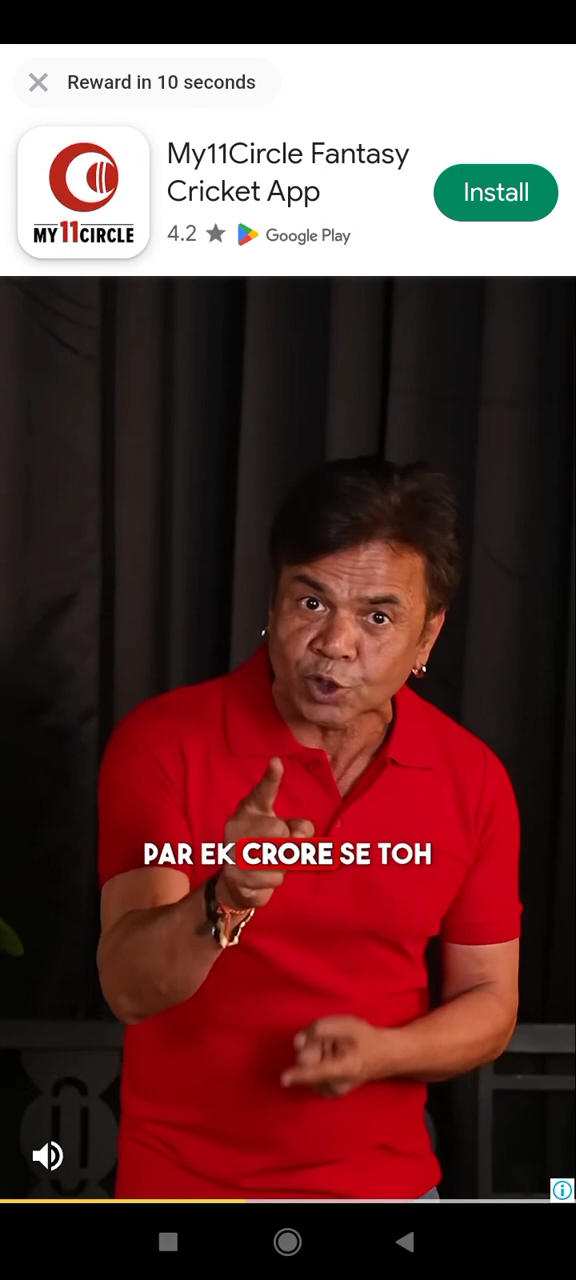 Reward in 10 seconds
My11Circle Fantasy
Cricket App
Install
MY11CIRCLE
4.2 ★ Google Play
PAR EK CRORE SE TOH